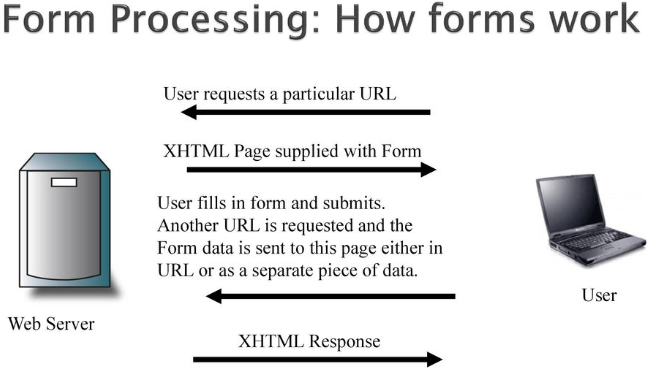 Form Processing: How forms work
User requests a particular URL
XHTML Page supplied with Form
User fills in form and submits.
Another URL is requested and the
Form data is sent to this page either in
URL or as a separate piece of data.
User
Web Server
XHTML Response